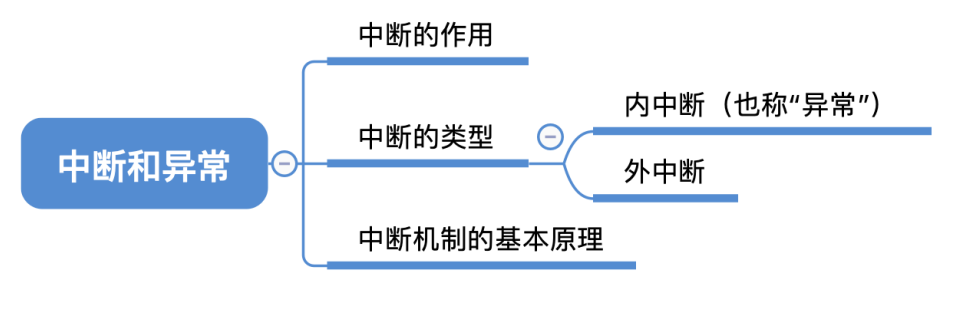 中断和异常
中断的作用
中断的类型
内中断（也称“异常”）
外中断
中断机制的基本原理